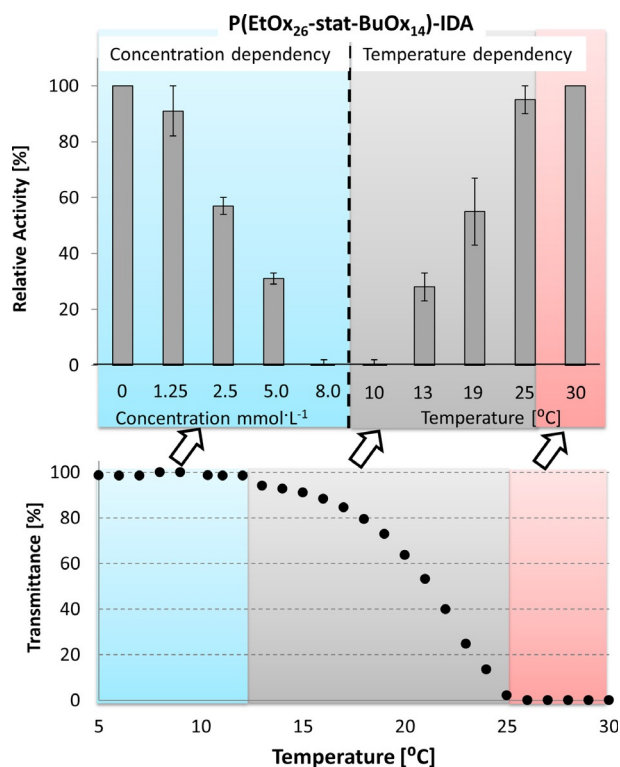 P(EtOx₂₆-stat-BuOx₁₄)-IDA
Concentration dependency
Temperature dependency
Relative Activity [%]
100
80
60
40
20
0
0 1.25 2.5 5.0 8.0 10 13 19 25 30
Concentration mmol·L⁻¹
Temperature [⁰C]
Transmittance [%]
100
80
60
40
20
0
5 10 15 20 25 30
Temperature [⁰C]